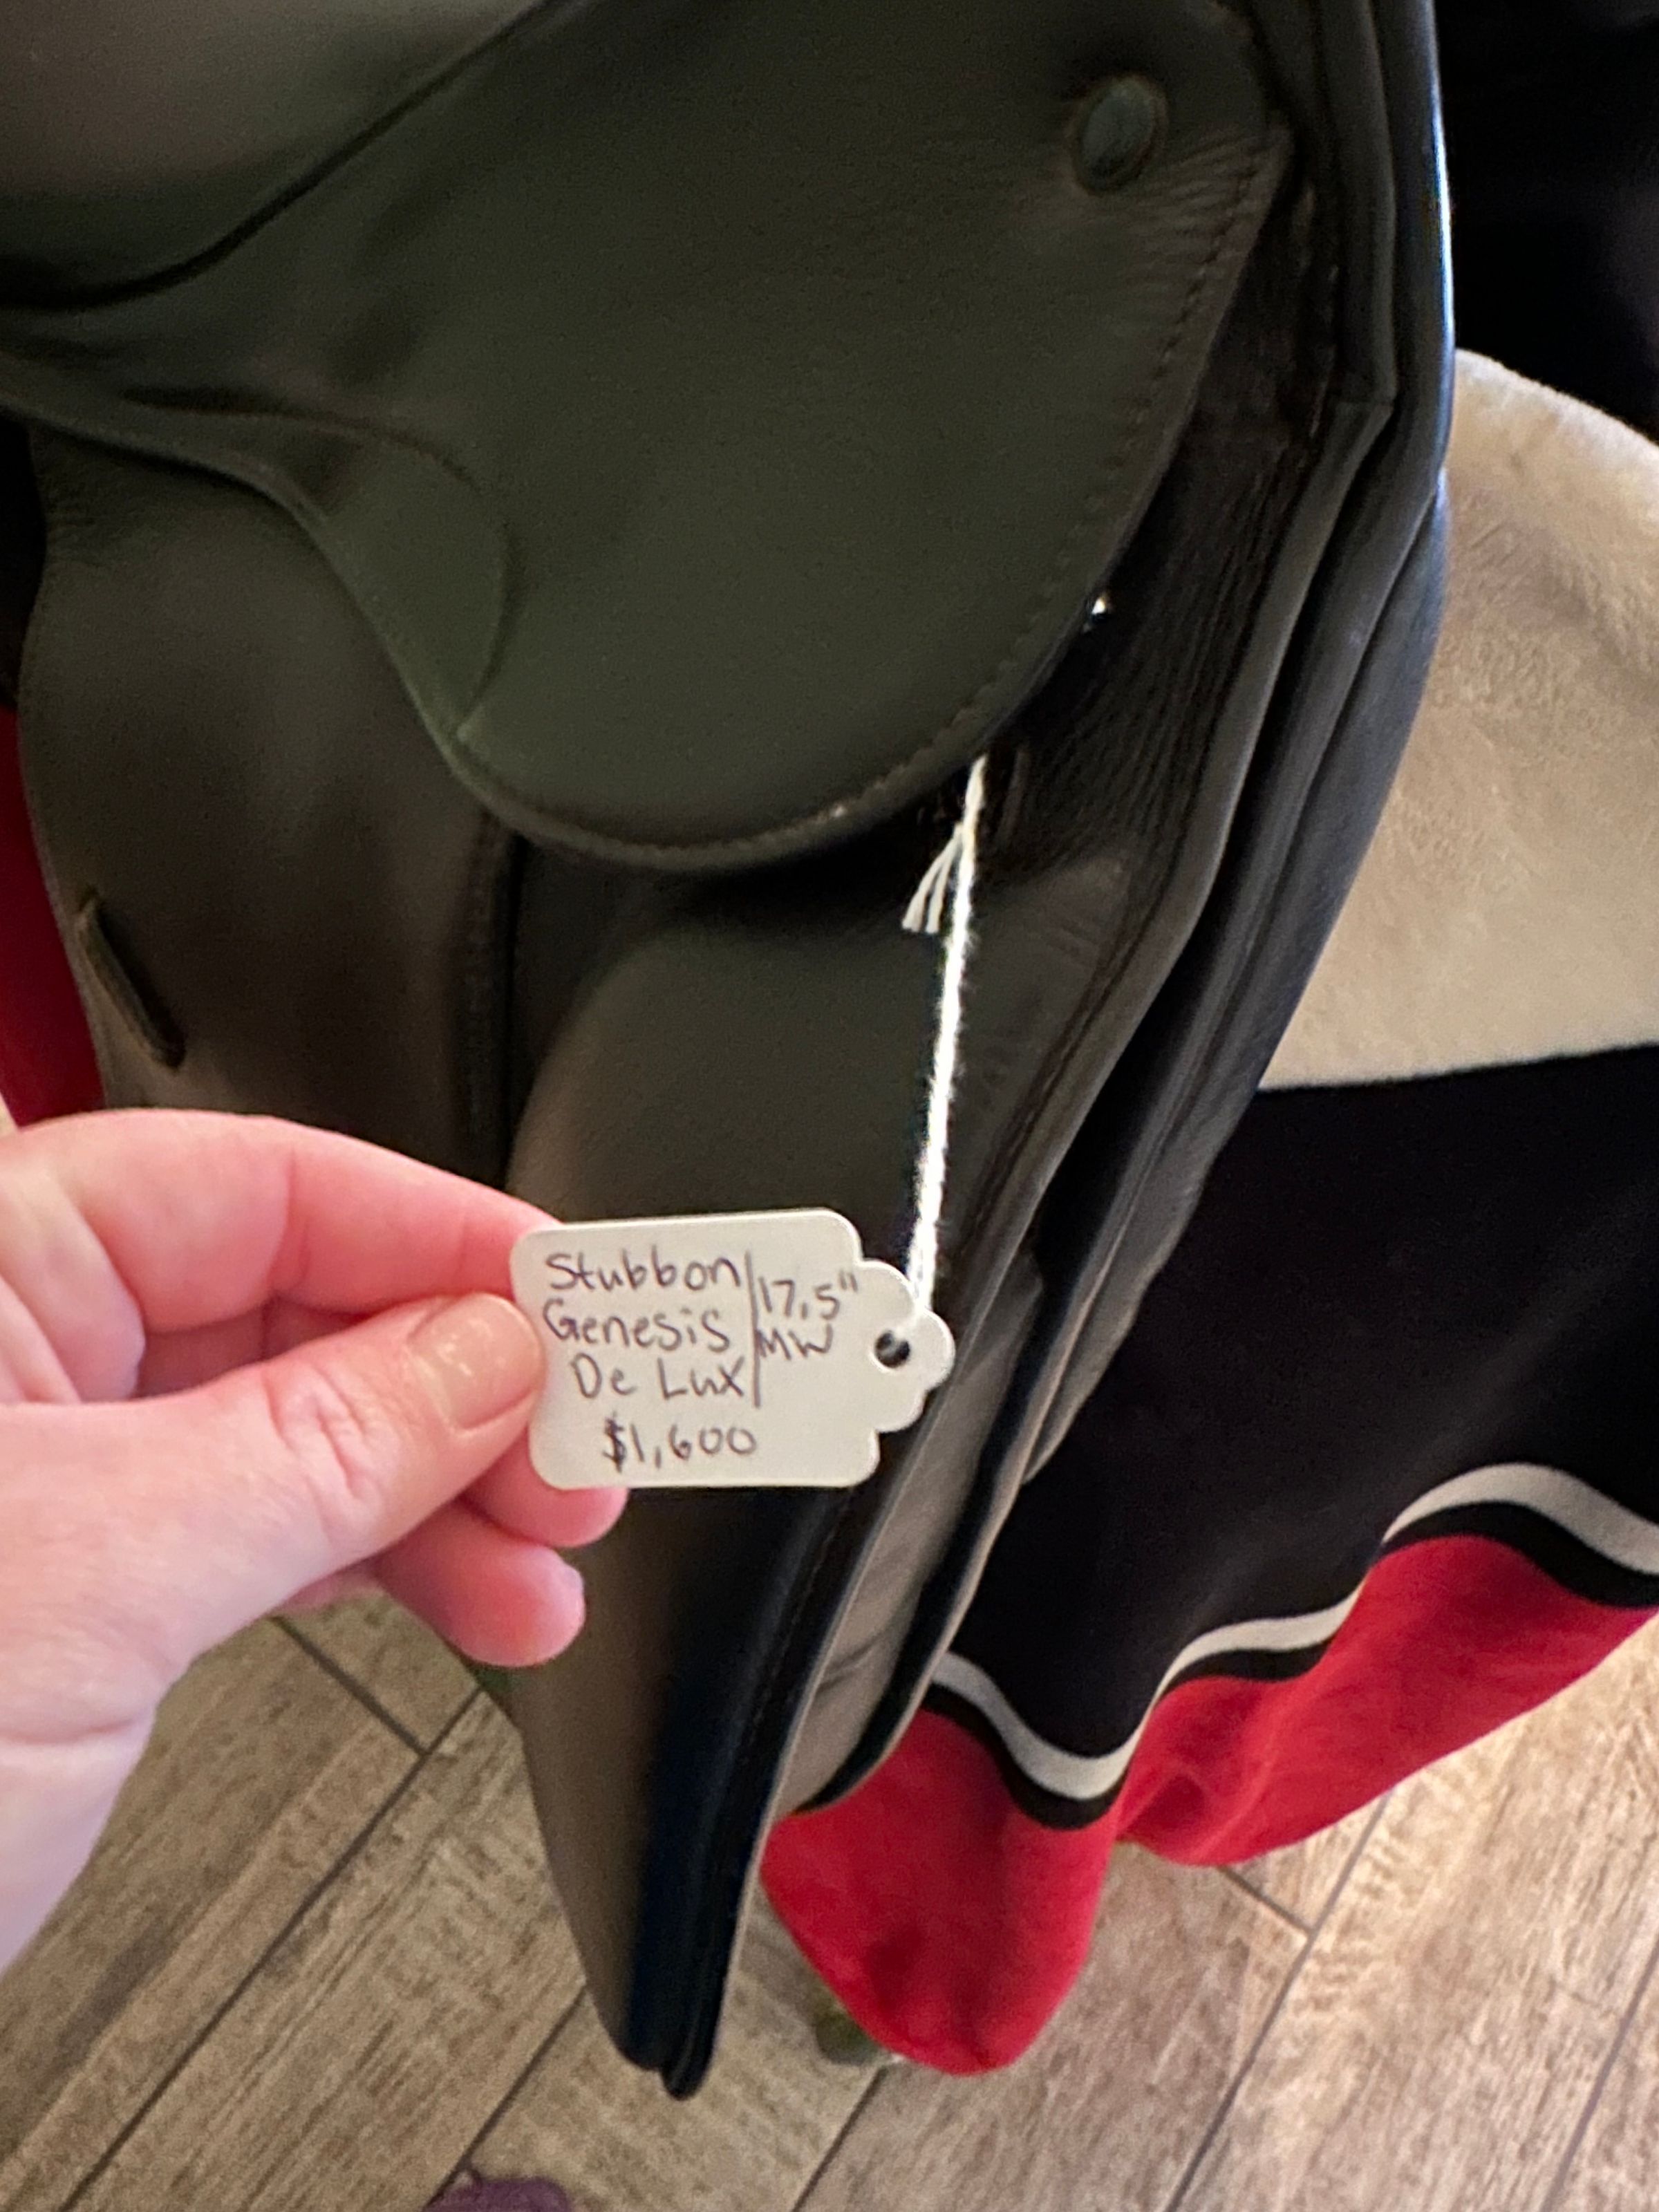 Stubbon
Genesis
De Lux
17.5"
MW
$1,600